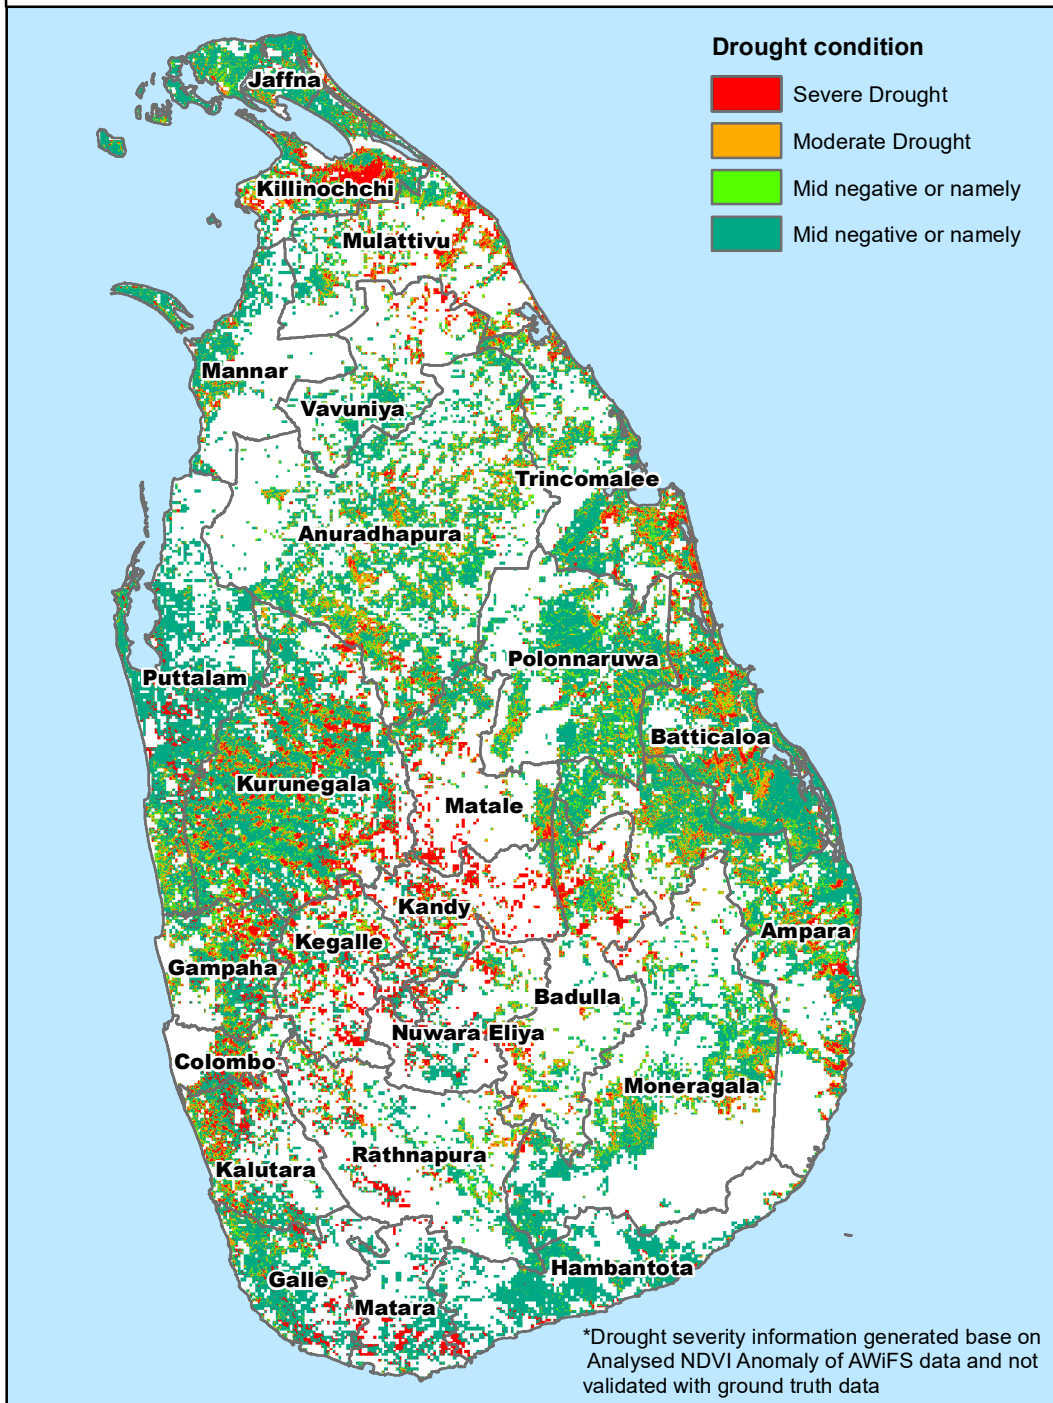 Drought condition
Severe Drought
Moderate Drought
Mid negative or namely
Mid negative or namely
Jaffna
Killinochchi
Mulattivu
Mannar
Vavuniya
Trincomalee
Anuradhapura
Polonnaruwa
Puttalam
Batticaloa
Kurunegala
Matale
Kandy
Ampara
Kegalle
Gampaha
Badulla
Nuwara Eliya
Colombo
Moneragala
Rathnapura
Kalutara
Hambantota
Galle
Matara
*Drought severity information generated base on
Analysed NDVI Anomaly of AWiFS data and not
validated with ground truth data